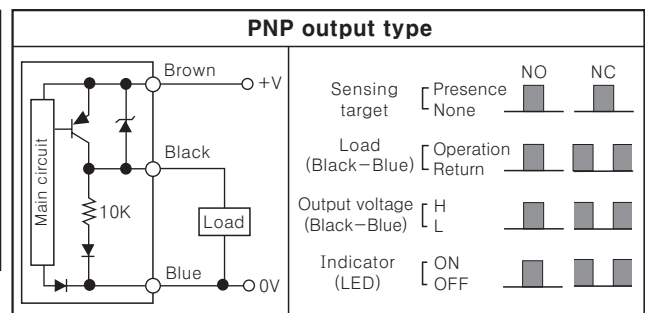 PNP output type
Brown
+V
Black
Main circuit
10K
Load
Blue
0V
NO NC
Sensing target Presence None
Load (Black−Blue) Operation Return
Output voltage (Black−Blue) H L
Indicator (LED) ON OFF